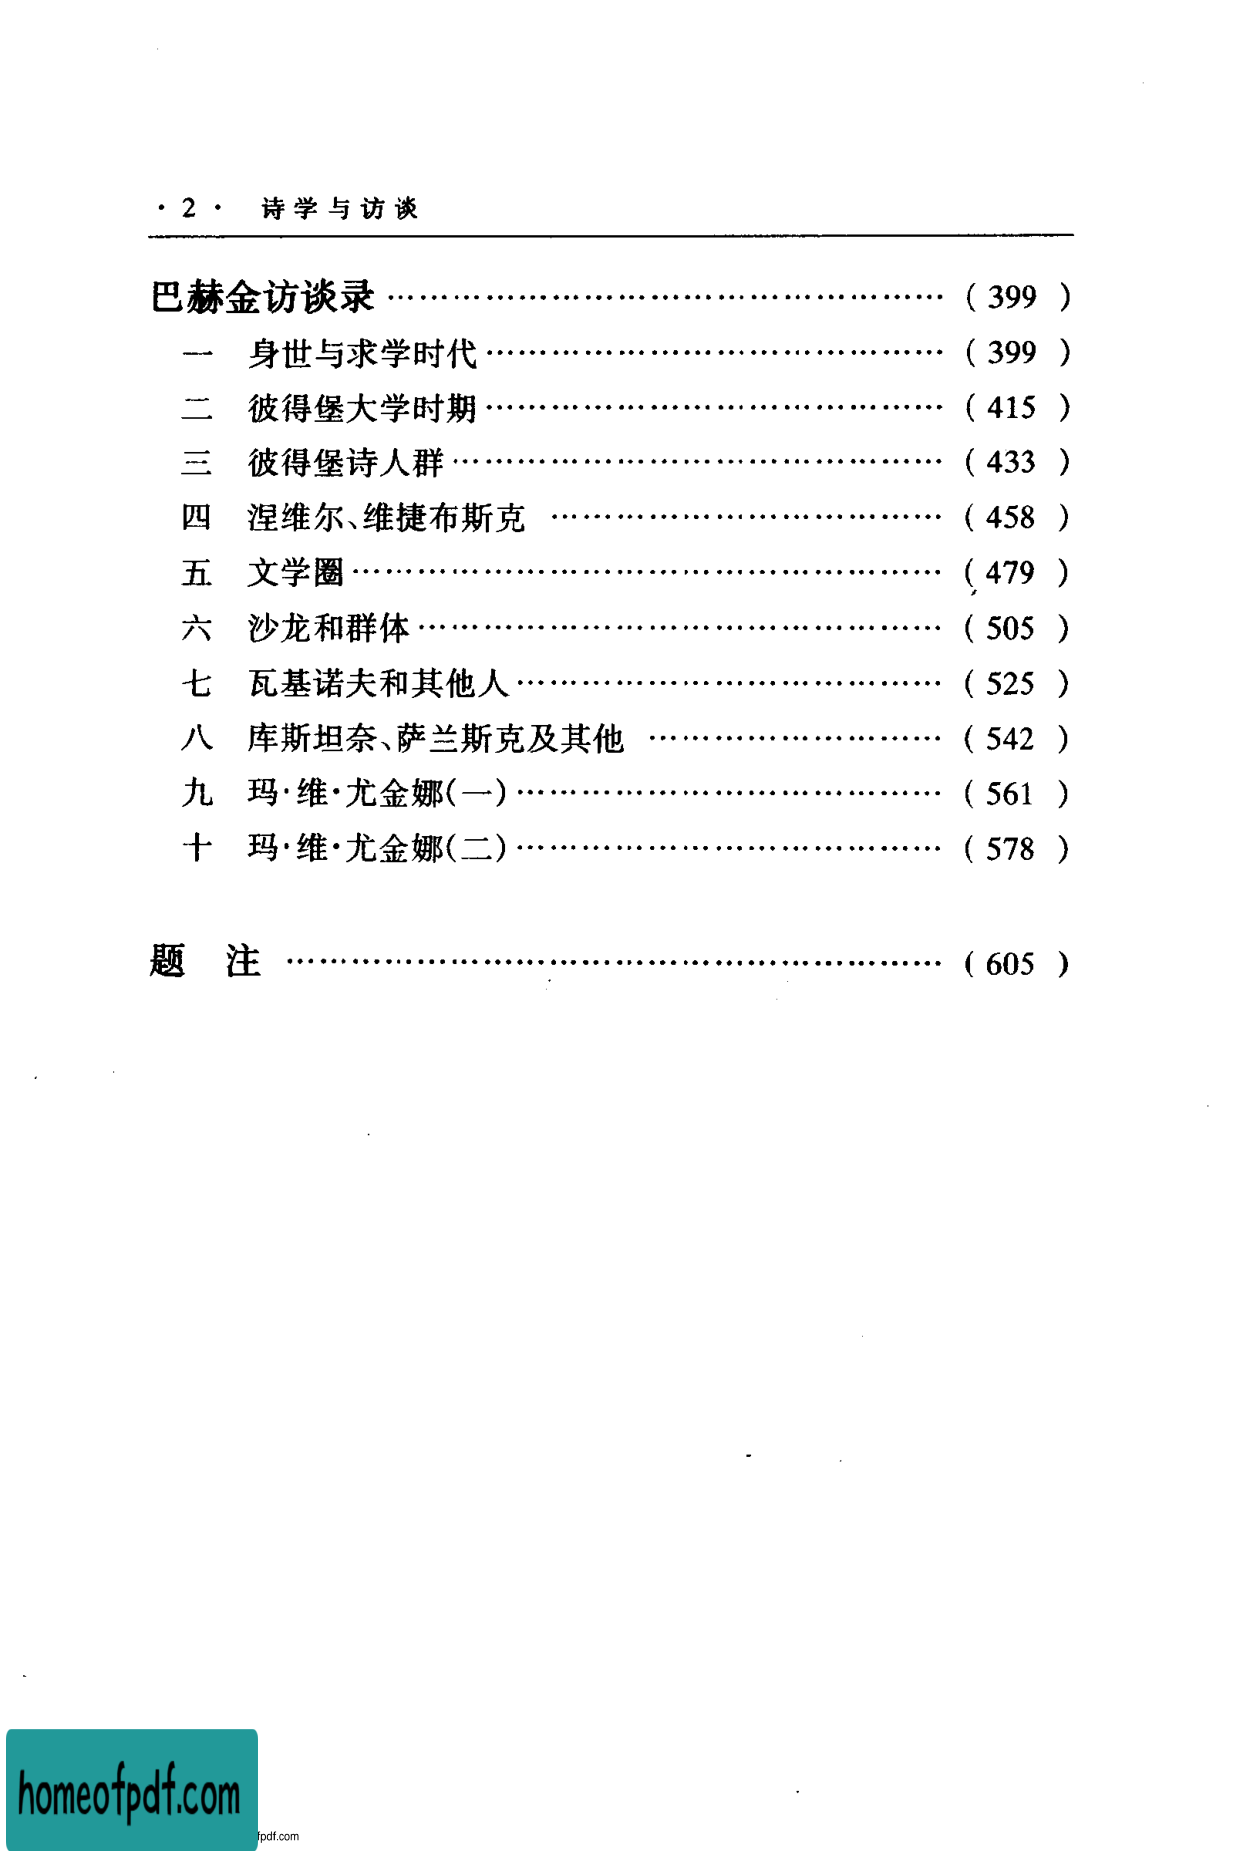 · 2 · 诗学与访谈
巴赫金访谈录 …………………………………………… ( 399 )
一 身世与求学时代 …………………………………… ( 399 )
二 彼得堡大学时期 …………………………………… ( 415 )
三 彼得堡诗人群 ……………………………………… ( 433 )
四 涅维尔、维捷布斯克 ……………………………… ( 458 )
五 文学圈 ……………………………………………… ( 479 )
六 沙龙和群体 ………………………………………… ( 505 )
七 瓦基诺夫和其他人 ………………………………… ( 525 )
八 库斯坦奈、萨兰斯克及其他 ……………………… ( 542 )
九 玛·维·尤金娜(一) ………………………………… ( 561 )
十 玛·维·尤金娜(二) ………………………………… ( 578 )
题 注 …………………………………………………… ( 605 )
homeofpdf.com
fpdf.com